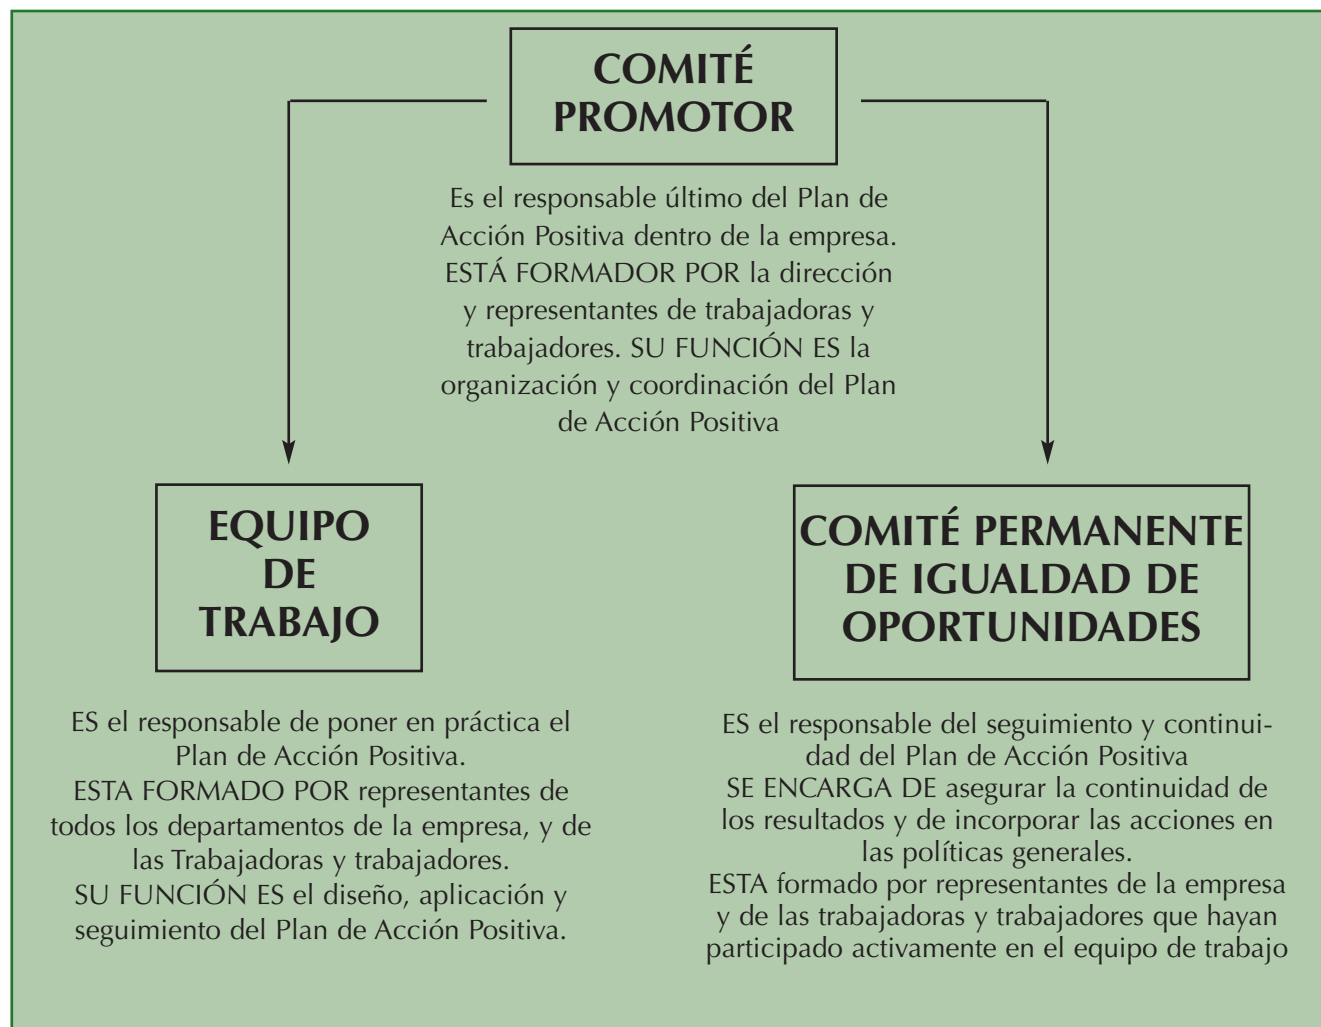 COMITÉ
PROMOTOR
Es el responsable último del Plan de
Acción Positiva dentro de la empresa.
ESTÁ FORMADOR POR la dirección
y representantes de trabajadoras y
trabajadores. SU FUNCIÓN ES la
organización y coordinación del Plan
de Acción Positiva
EQUIPO
DE
TRABAJO
ES el responsable de poner en práctica el
Plan de Acción Positiva.
ESTA FORMADO POR representantes de
todos los departamentos de la empresa, y de
las Trabajadoras y trabajadores.
SU FUNCIÓN ES el diseño, aplicación y
seguimiento del Plan de Acción Positiva.
COMITÉ PERMANENTE
DE IGUALDAD DE
OPORTUNIDADES
ES el responsable del seguimiento y continui-
dad del Plan de Acción Positiva
SE ENCARGA DE asegurar la continuidad de
los resultados y de incorporar las acciones en
las políticas generales.
ESTA formado por representantes de la empresa
y de las trabajadoras y trabajadores que hayan
participado activamente en el equipo de trabajo